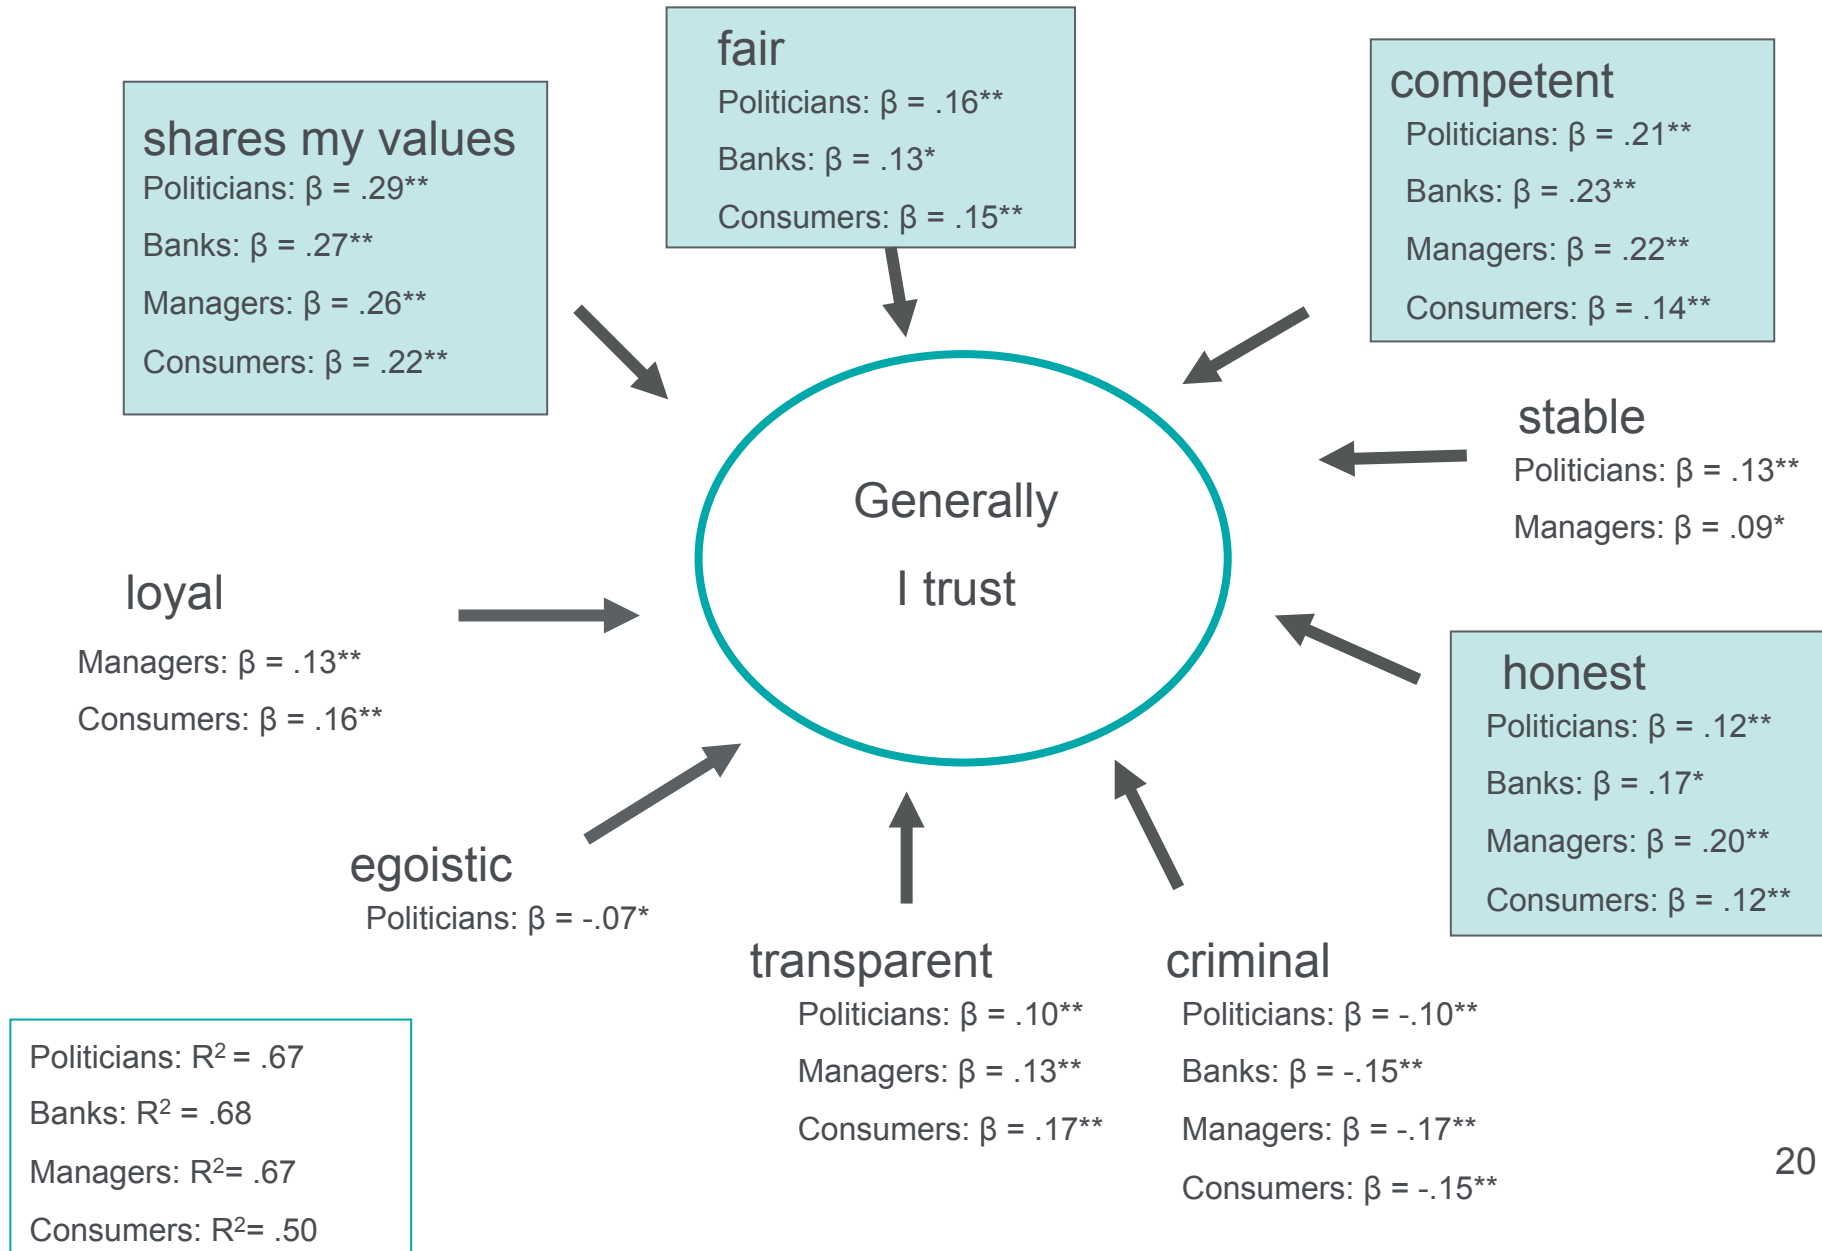 fair
Politicians: β = .16**
Banks: β = .13*
Consumers: β = .15**
competent
Politicians: β = .21**
Banks: β = .23**
Managers: β = .22**
Consumers: β = .14**
shares my values
Politicians: β = .29**
Banks: β = .27**
Managers: β = .26**
Consumers: β = .22**
stable
Politicians: β = .13**
Managers: β = .09*
Generally
I trust
loyal
Managers: β = .13**
Consumers: β = .16**
honest
Politicians: β = .12**
Banks: β = .17*
Managers: β = .20**
Consumers: β = .12**
egoistic
Politicians: β = -.07*
transparent
Politicians: β = .10**
Managers: β = .13**
Consumers: β = .17**
criminal
Politicians: β = -.10**
Banks: β = -.15**
Managers: β = -.17**
Consumers: β = -.15**
Politicians: R² = .67
Banks: R² = .68
Managers: R²= .67
Consumers: R²= .50
20